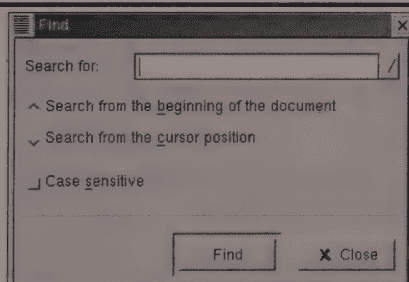 Find
Search for:
Search from the beginning of the document
Search from the cursor position
Case sensitive
Find
Close